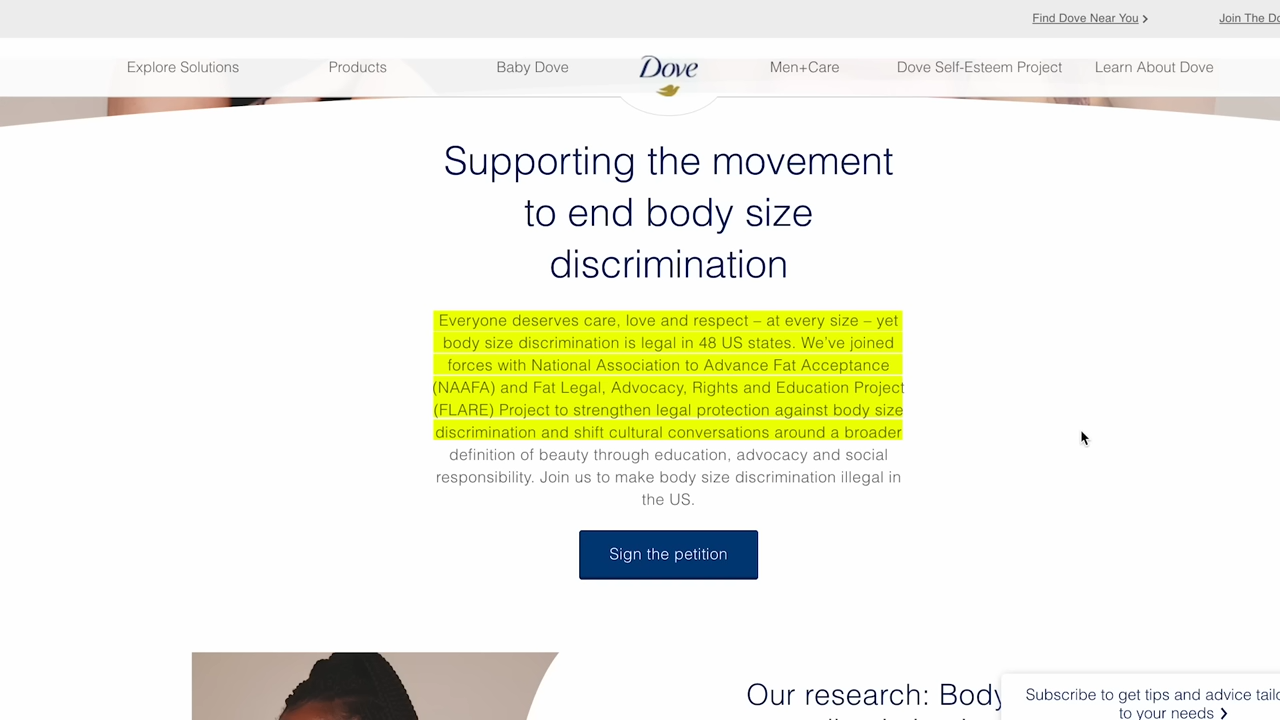 Find Dove Near You
Join The
Explore Solutions
Products
Baby Dove
Dove
Men+Care
Dove Self-Esteem Project
Learn About Dove
Supporting the movement
to end body size
discrimination
Everyone deserves care, love and respect – at every size – yet
body size discrimination is legal in 48 US states. We've joined
forces with National Association to Advance Fat Acceptance
(NAAFA) and Fat Legal, Advocacy, Rights and Education Project
(FLARE) Project to strengthen legal protection against body size
discrimination and shift cultural conversations around a broader
definition of beauty through education, advocacy and social
responsibility. Join us to make body size discrimination illegal in
the US.
Sign the petition
Our research: Body
Subscribe to get tips and advice
to your needs